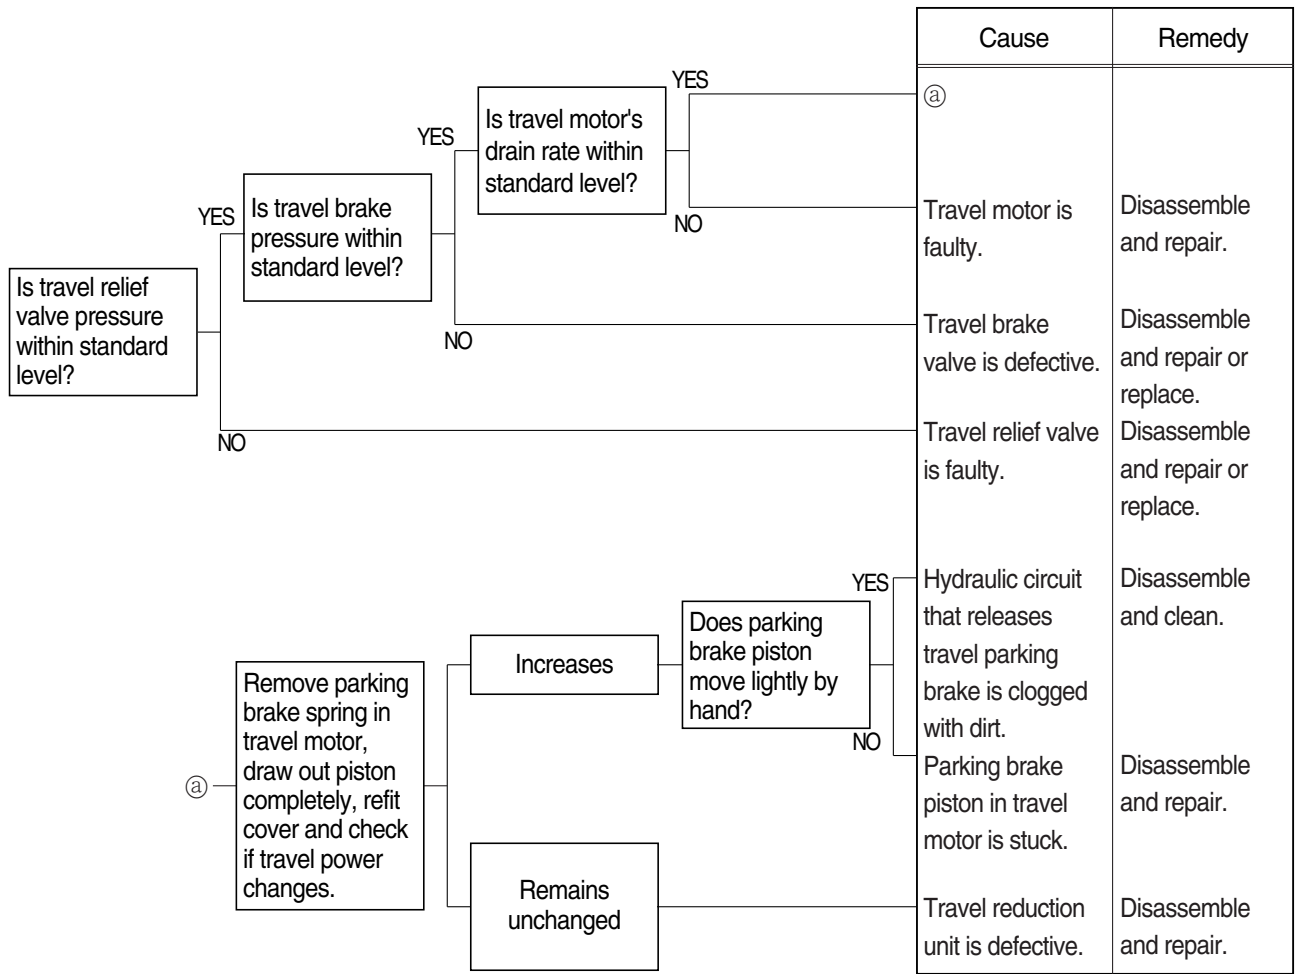 Cause
Remedy
YES
ⓐ
Is travel motor's
drain rate within
standard level?
YES
NO
Travel motor is
faulty.
Disassemble
and repair.
Is travel brake
pressure within
standard level?
YES
NO
Travel brake
valve is defective.
Disassemble
and repair or
replace.
Is travel relief
valve pressure
within standard
level?
NO
Travel relief valve
is faulty.
Disassemble
and repair or
replace.
ⓐ
Remove parking
brake spring in
travel motor,
draw out piston
completely, refit
cover and check
if travel power
changes.
Increases
Does parking
brake piston
move lightly by
hand?
YES
Hydraulic circuit
that releases
travel parking
brake is clogged
with dirt.
Disassemble
and clean.
NO
Parking brake
piston in travel
motor is stuck.
Disassemble
and repair.
Remains
unchanged
Travel reduction
unit is defective.
Disassemble
and repair.